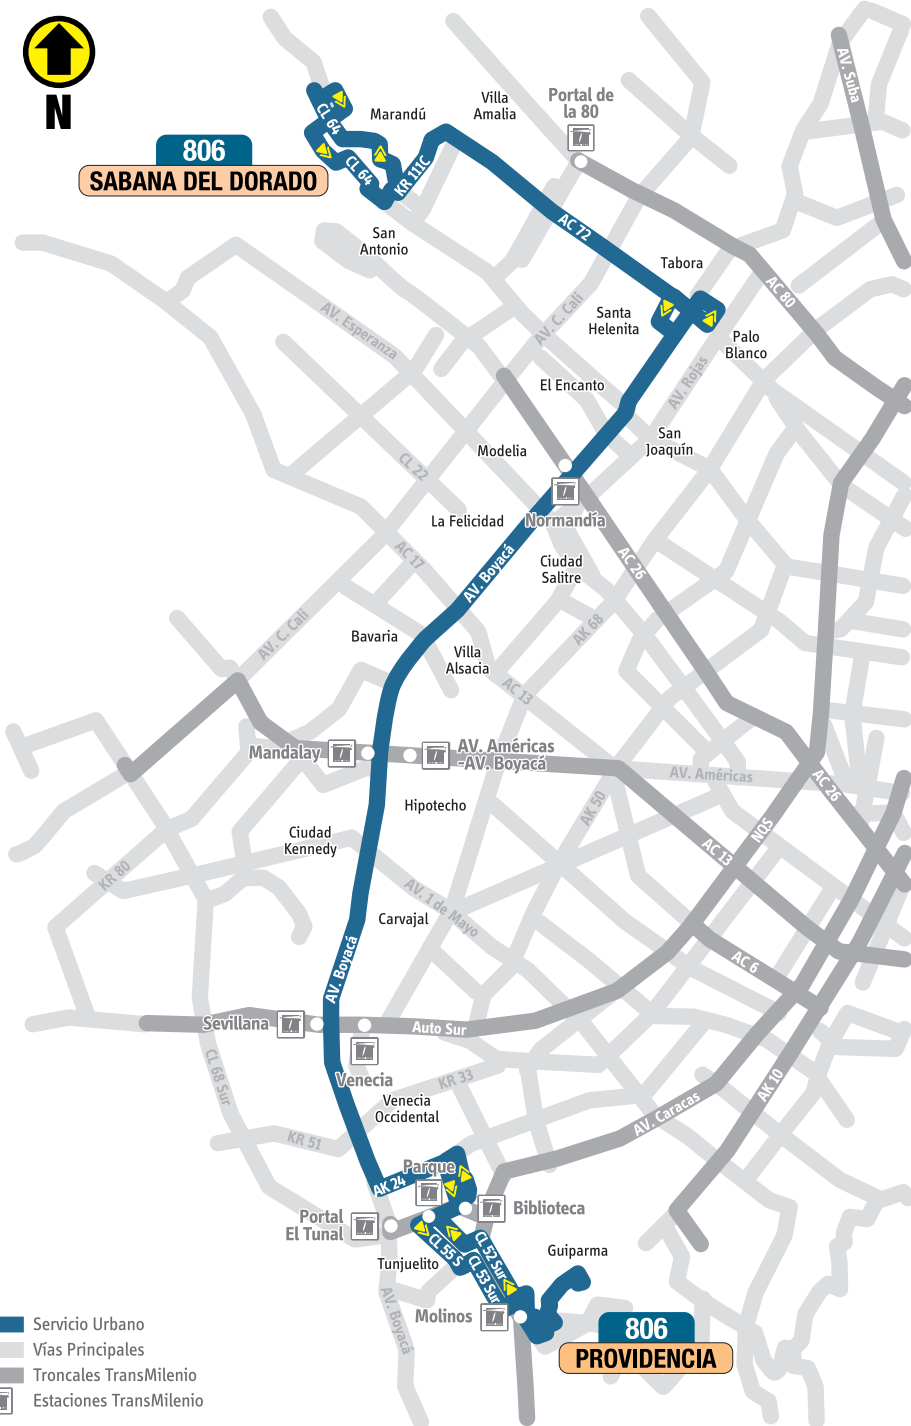 N
806
SABANA DEL DORADO
CL 64
CL 64
Marandú
KR 111C
Villa
Amalia
Portal de
la 80
AV. Suba
San
Antonio
AC 72
Tabora
AC 80
AV. Esperanza
AV. C. Cali
Santa
Helenita
Palo
Blanco
El Encanto
AV. Rojas
San
Joaquín
Modelia
CL 22
La Felicidad
Normandía
AC 17
AV. Boyacá
Ciudad
Salitre
AC 26
AV. C. Cali
Bavaria
Villa
Alsacia
AK 68
AC 13
Mandalay
AV. Américas
-AV. Boyacá
AV. Américas
AC 26
Hipotecho
AK 50
NQS
Ciudad
Kennedy
AC 13
KR 80
AV. 1 de Mayo
Carvajal
AV. Boyacá
AC 6
Sevillana
Auto Sur
Venecia
CL 68 Sur
KR 33
Venecia
Occidental
AV. Caracas
AK 10
KR 51
Parque
AK 24
Portal
El Tunal
Biblioteca
CL 55 S
CL 52 Sur
CL 53 Sur
Guiparma
Tunjuelito
AV. Boyacá
Molinos
806
PROVIDENCIA
Servicio Urbano
Vías Principales
Troncales TransMilenio
Estaciones TransMilenio